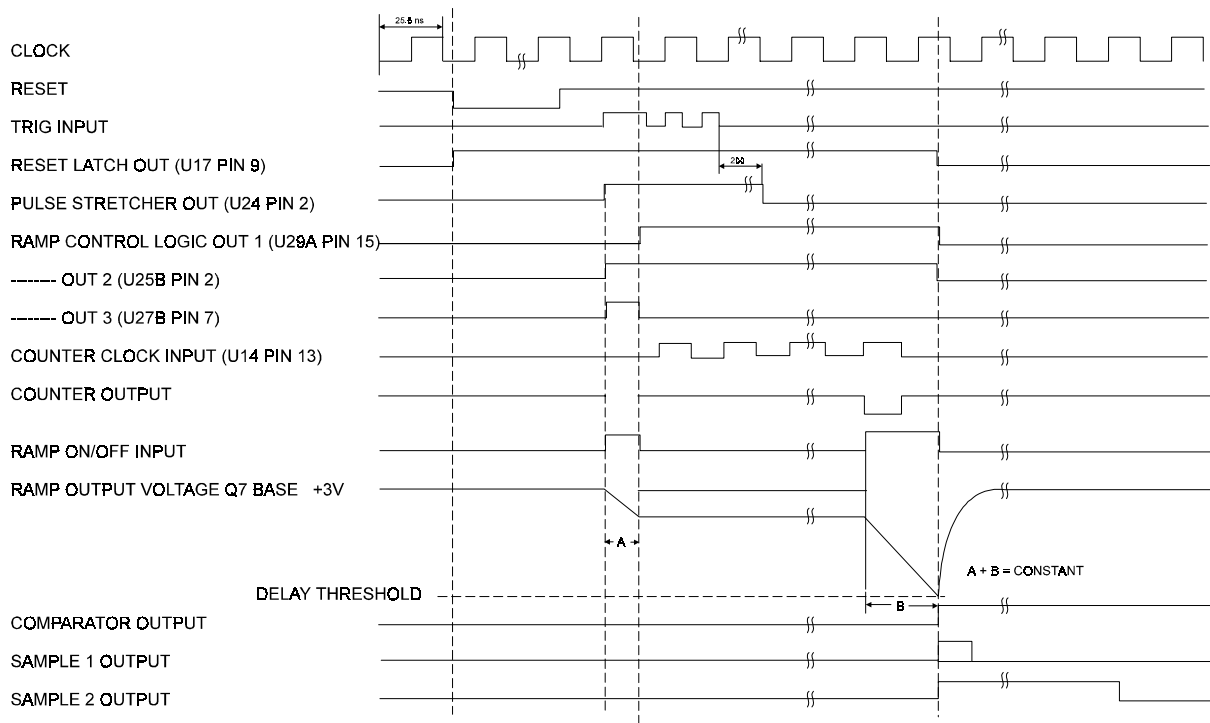 25.6 ns
CLOCK
RESET
TRIG INPUT
RESET LATCH OUT (U17 PIN 9)
PULSE STRETCHER OUT (U24 PIN 2)
RAMP CONTROL LOGIC OUT 1 (U29A PIN 15)
-------- OUT 2 (U25B PIN 2)
-------- OUT 3 (U27B PIN 7)
COUNTER CLOCK INPUT (U14 PIN 13)
COUNTER OUTPUT
RAMP ON/OFF INPUT
RAMP OUTPUT VOLTAGE Q7 BASE +3V
A
A + B = CONSTANT
DELAY THRESHOLD
B
COMPARATOR OUTPUT
SAMPLE 1 OUTPUT
SAMPLE 2 OUTPUT